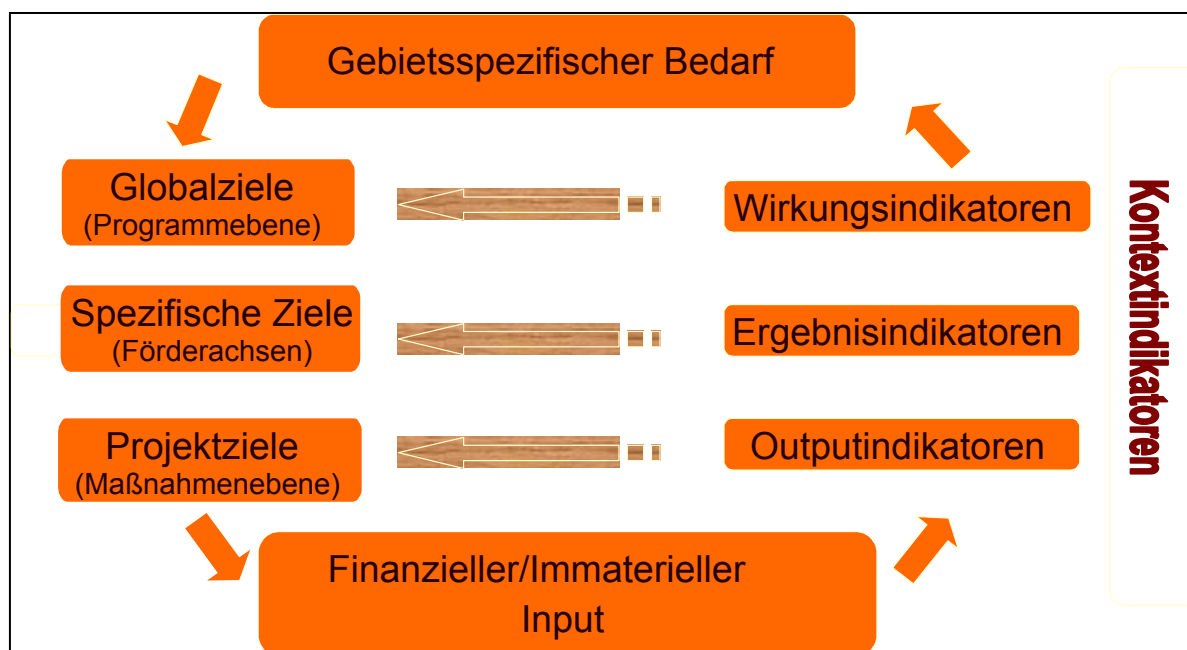 Gebietsspezifischer Bedarf
Globalziele
(Programmebene)
Wirkungsindikatoren
Spezifische Ziele
(Förderachsen)
Ergebnisindikatoren
Projektziele
(Maßnahmenebene)
Outputindikatoren
Finanzieller/Immaterieller
Input
Kontextindikatoren